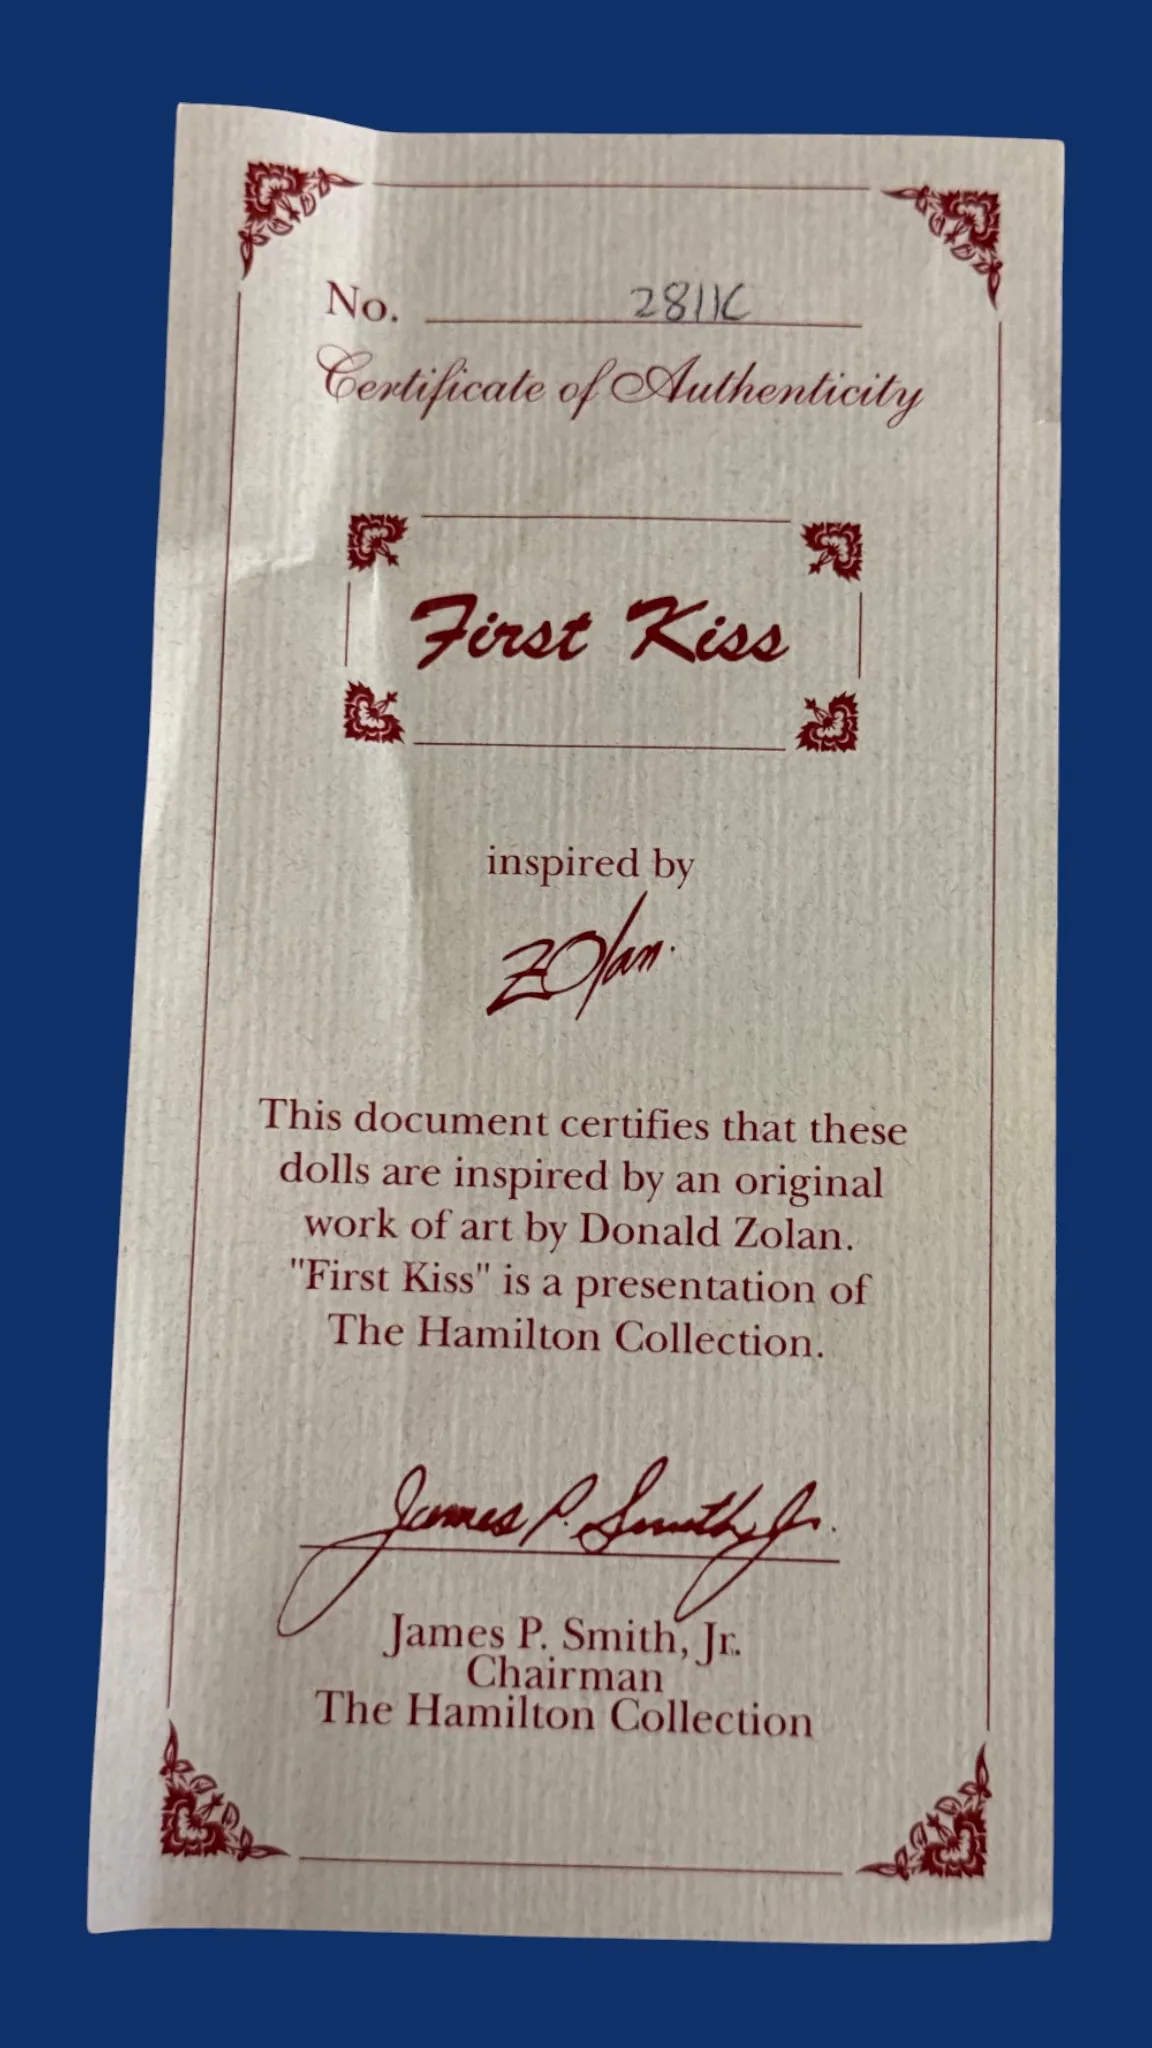 No. 2811C
Certificate of Authenticity
First Kiss
inspired by
Zolan.
This document certifies that these
dolls are inspired by an original
work of art by Donald Zolan.
"First Kiss" is a presentation of
The Hamilton Collection.
James P. Smith, Jr.
James P. Smith, Jr.
Chairman
The Hamilton Collection